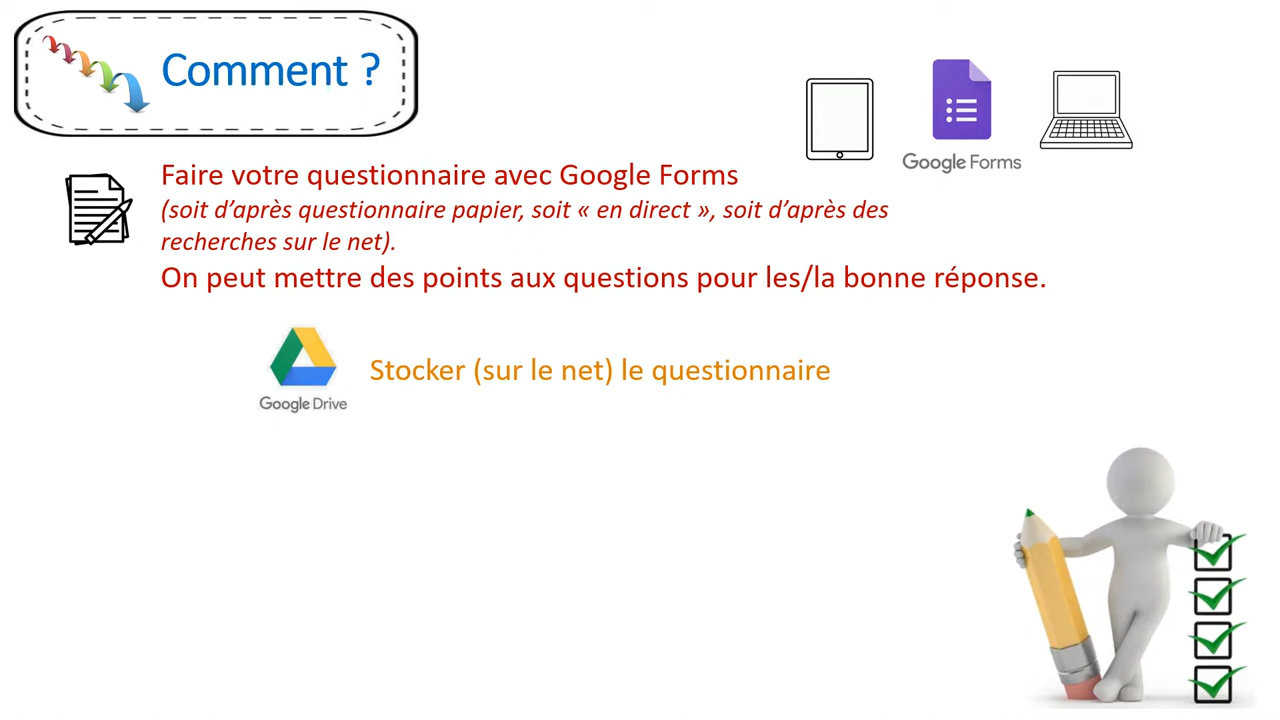 Comment ?
Google Forms
Faire votre questionnaire avec Google Forms
(soit d’après questionnaire papier, soit « en direct », soit d’après des
recherches sur le net).
On peut mettre des points aux questions pour les/la bonne réponse.
Stocker (sur le net) le questionnaire
Google Drive